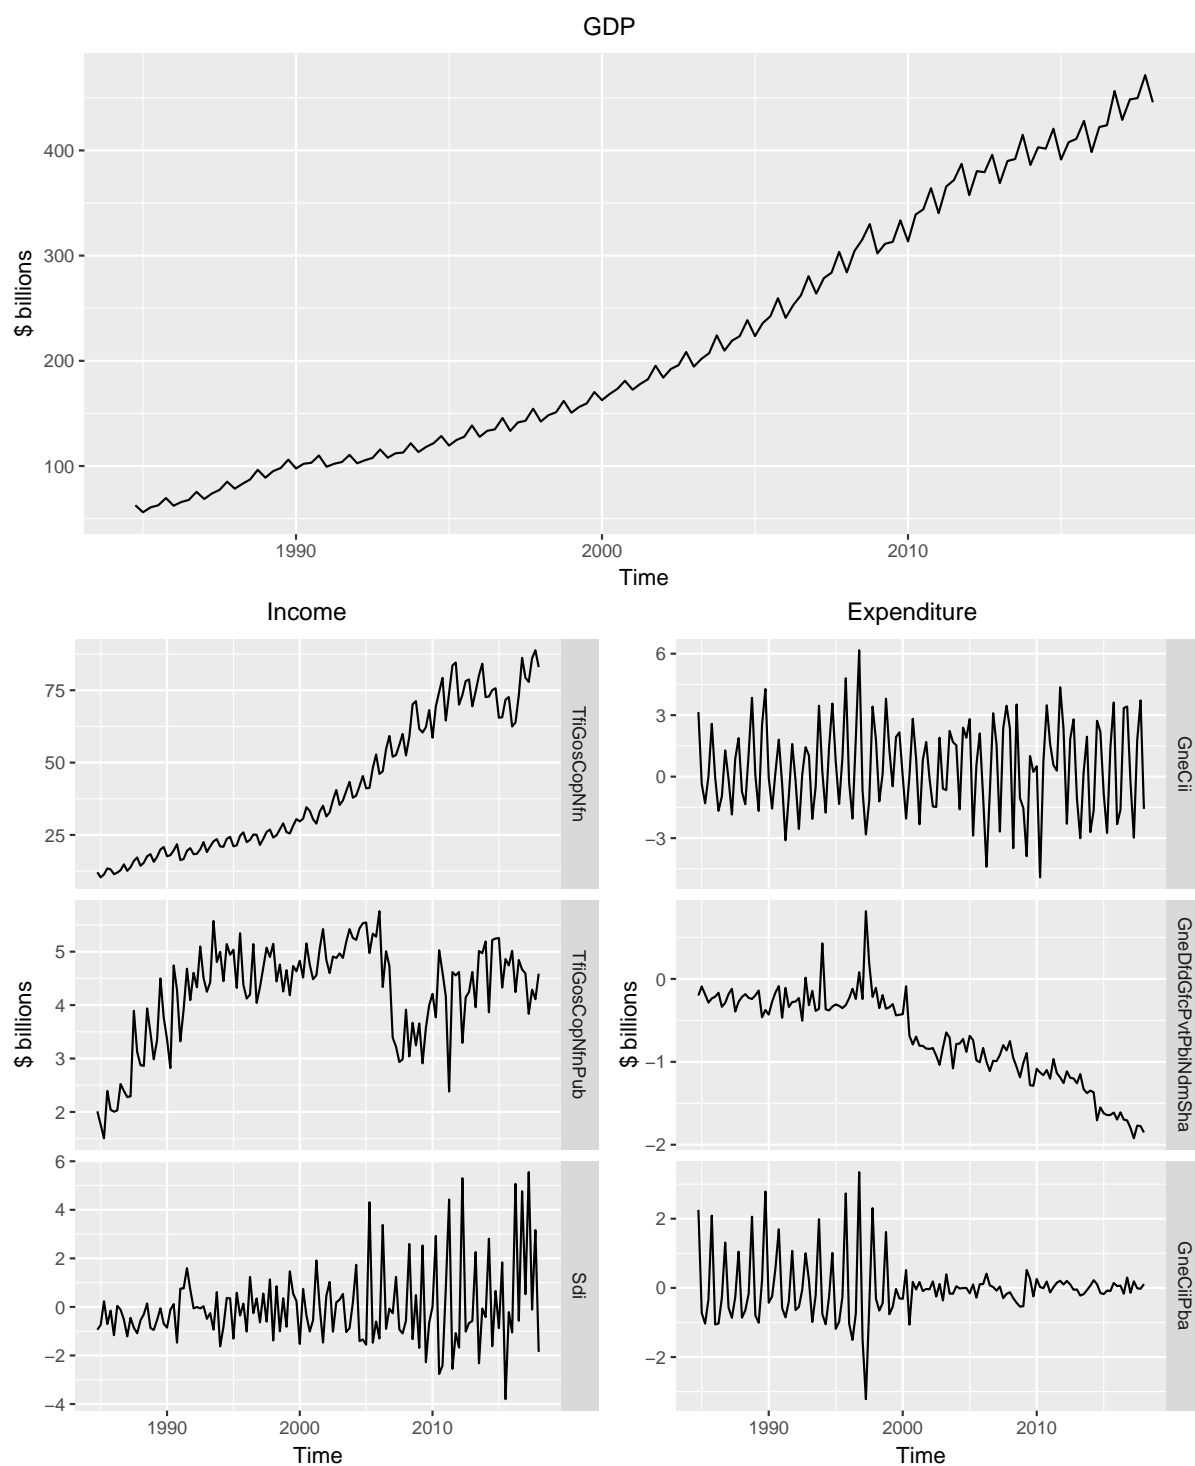 GDP
$ billions
400
300
200
100
1990 2000 2010
Time
Income
Expenditure
$ billions
75
50
25
TfiGosCopNfn
5
4
3
2
TfiGosCopNfnPub
6
4
2
0
−2
−4
Sdi
1990 2000 2010
Time
$ billions
6
3
0
−3
GneCii
0
−1
−2
GneDfdGfcPvtPbiNdmSha
2
0
−2
GneCiiPba
1990 2000 2010
Time